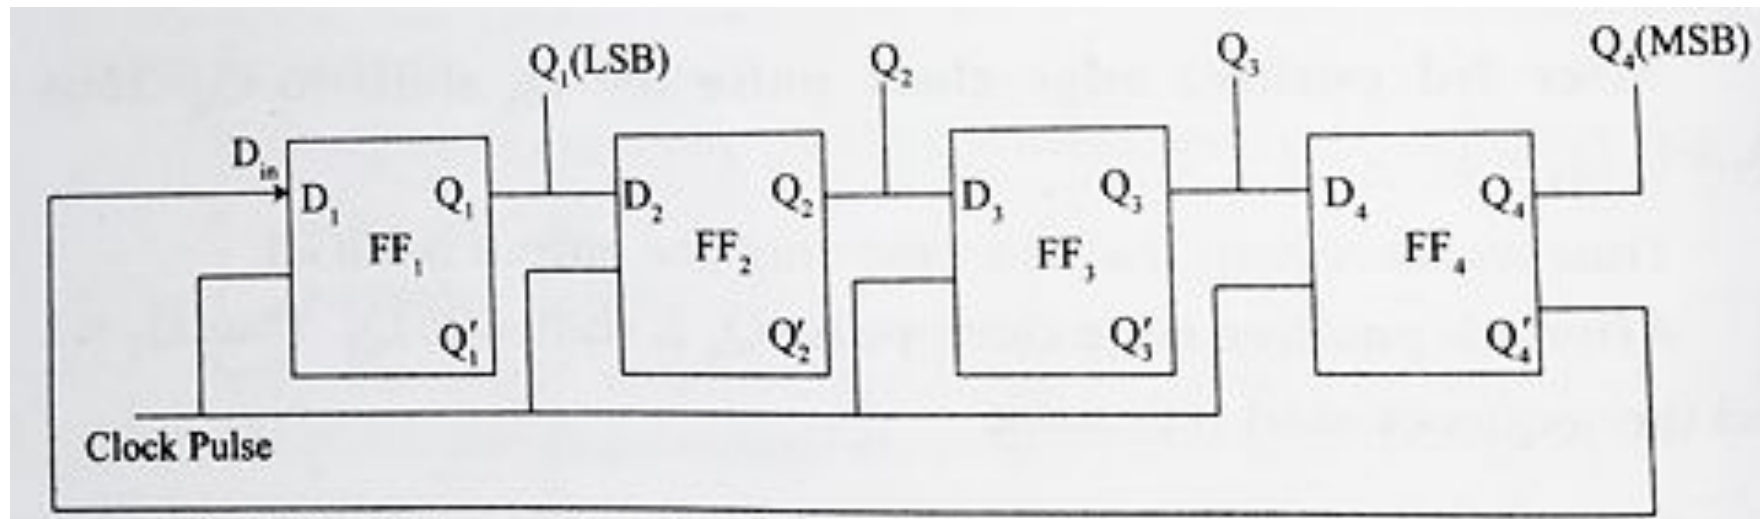 Q₁(LSB) Q₂ Q₃ Q₄(MSB)
Dᵢₙ
D₁ Q₁ D₂ Q₂ D₃ Q₃ D₄ Q₄
FF₁ FF₂ FF₃ FF₄
Q₁′ Q₂′ Q₃′ Q₄′
Clock Pulse